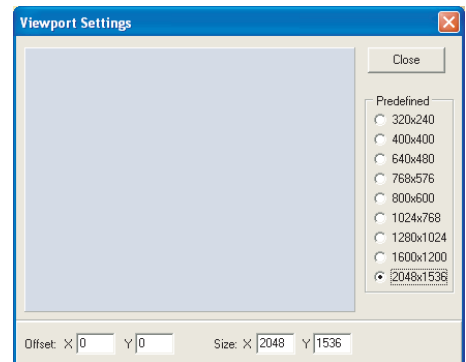 Viewport Settings
Close
Predefined
320x240
400x400
640x480
768x576
800x600
1024x768
1280x1024
1600x1200
2048x1536
Offset: X 0 Y 0 Size: X 2048 Y 1536